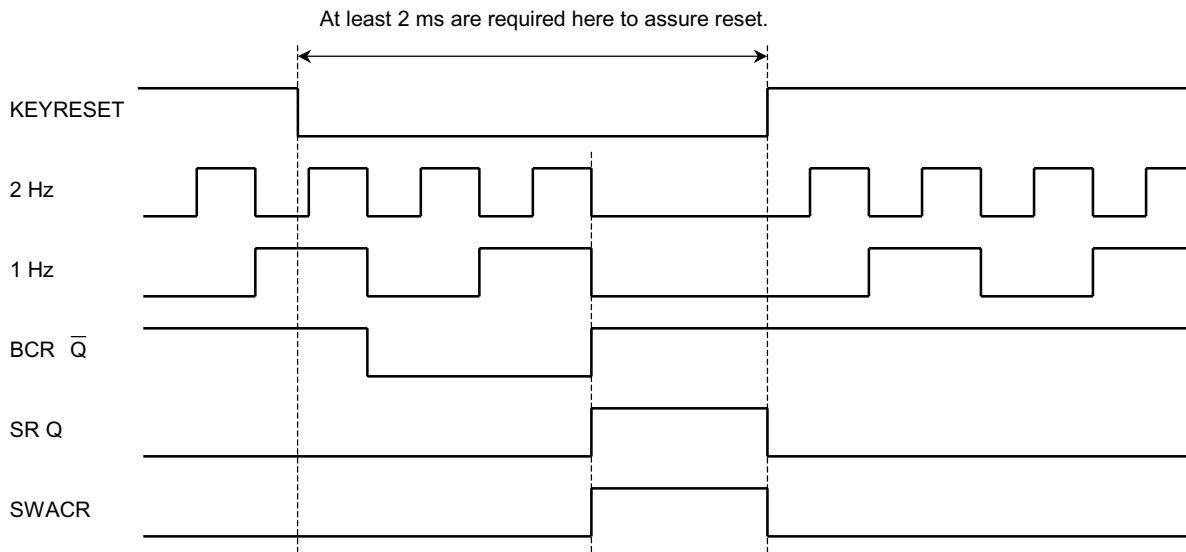 At least 2 ms are required here to assure reset.
KEYRESET
2 Hz
1 Hz
BCR Q̅
SR Q
SWACR